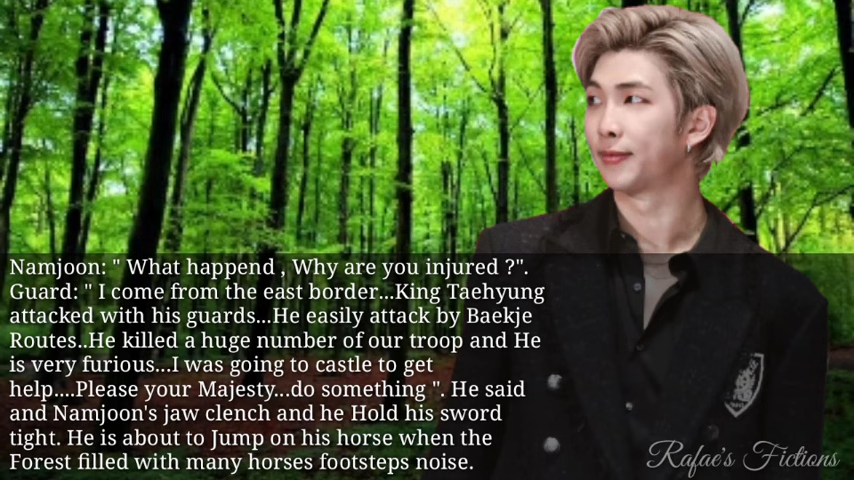 Namjoon: " What happend , Why are you injured ?".
Guard: " I come from the east border...King Taehyung
attacked with his guards...He easily attack by Baekje
Routes..He killed a huge number of our troop and He
is very furious...I was going to castle to get
help....Please your Majesty...do something ". He said
and Namjoon's jaw clench and he Hold his sword
tight. He is about to Jump on his horse when the
Forest filled with many horses footsteps noise.
Rafae's Fictions